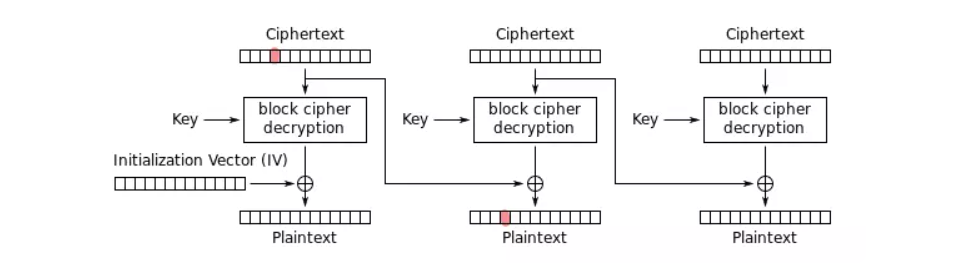 Ciphertext
Ciphertext
Ciphertext
Key
block cipher
decryption
Key
block cipher
decryption
Key
block cipher
decryption
Initialization Vector (IV)
Plaintext
Plaintext
Plaintext